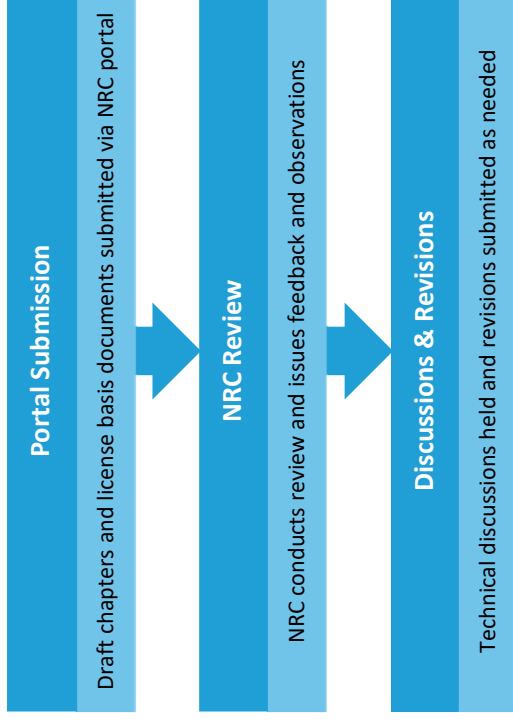 Portal Submission
Draft chapters and license basis documents submitted via NRC portal
NRC Review
NRC conducts review and issues feedback and observations
Discussions & Revisions
Technical discussions held and revisions submitted as needed